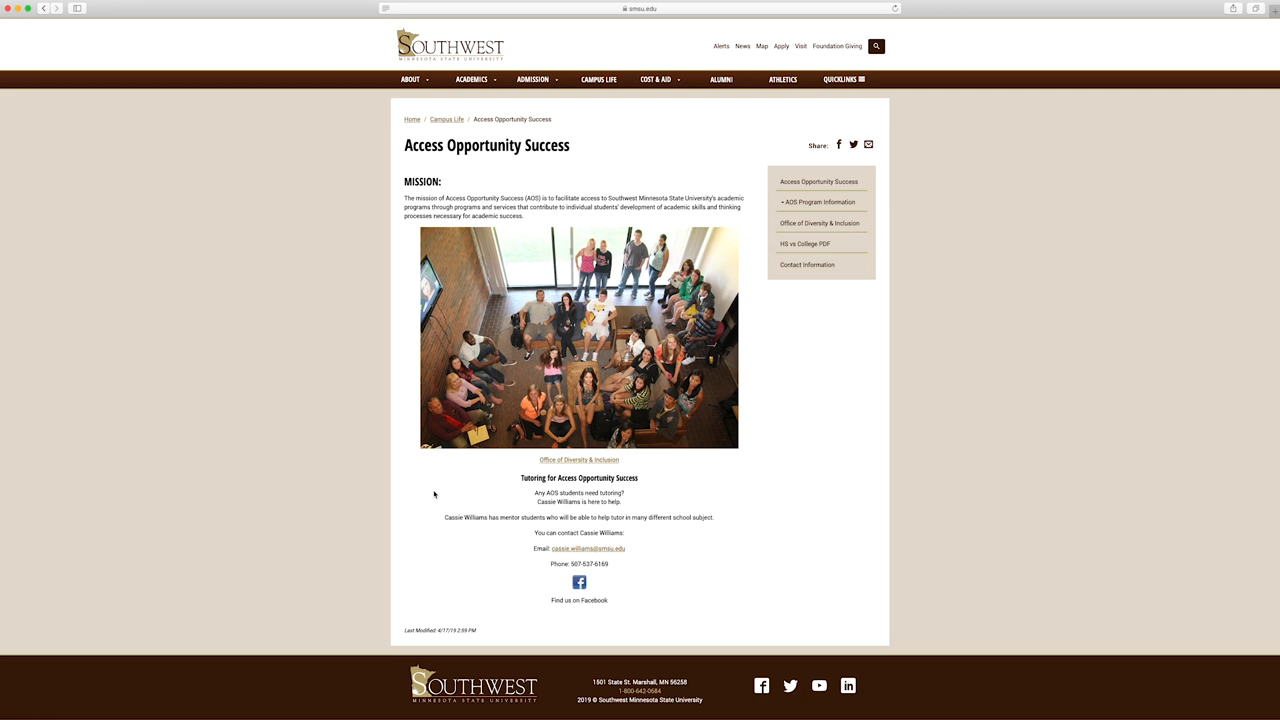 smsu.edu
SOUTHWEST
MINNESOTA STATE UNIVERSITY
Alerts News Map Apply Visit Foundation Giving
ABOUT ACADEMICS ADMISSION CAMPUS LIFE COST & AID ALUMNI ATHLETICS QUICKLINKS
Home / Campus Life / Access Opportunity Success
Access Opportunity Success
Share:
MISSION:
The mission of Access Opportunity Success (AOS) is to facilitate access to Southwest Minnesota State University's academic
programs through programs and services that contribute to individual students' development of academic skills and thinking
processes necessary for academic success.
Access Opportunity Success
AOS Program Information
Office of Diversity & Inclusion
HS vs College PDF
Contact Information
Office of Diversity & Inclusion
Tutoring for Access Opportunity Success
Any AOS students need tutoring?
Cassie Williams is here to help.
Cassie Williams has mentor students who will be able to help tutor in many different school subject.
You can contact Cassie Williams:
Email: cassie.williams@smsu.edu
Phone: 507-537-6169
Find us on Facebook
Last Modified: 4/17/19 2:59 PM
SOUTHWEST
MINNESOTA STATE UNIVERSITY
1501 State St. Marshall, MN 56258
1-800-642-0684
2019 © Southwest Minnesota State University